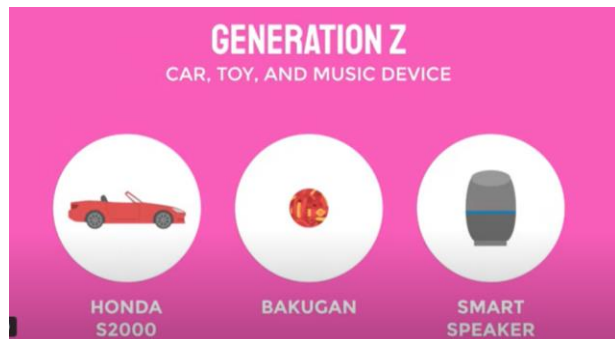 GENERATION Z
CAR, TOY, AND MUSIC DEVICE
HONDA
S2000
BAKUGAN
SMART
SPEAKER